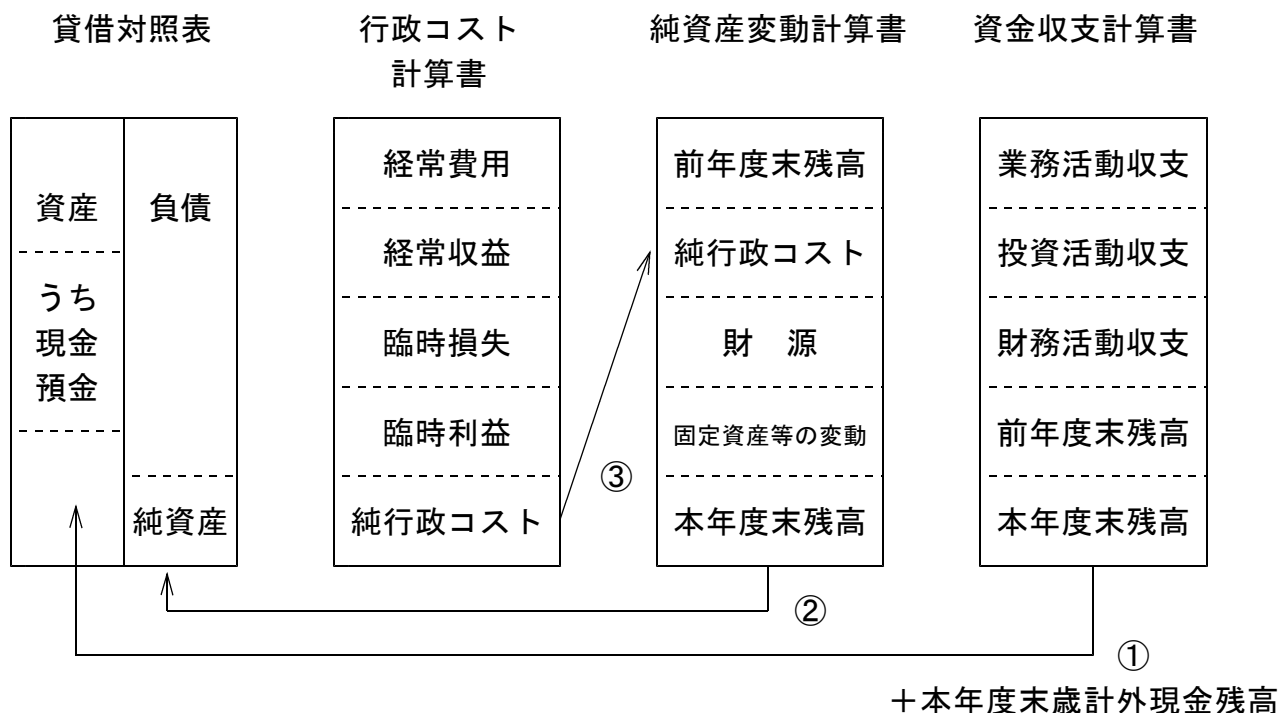 貸借対照表
行政コスト
計算書
純資産変動計算書
資金収支計算書
資産
うち
現金
預金
負債
純資産
経常費用
経常収益
臨時損失
臨時利益
純行政コスト
③
前年度末残高
純行政コスト
財　源
固定資産等の変動
本年度末残高
②
業務活動収支
投資活動収支
財務活動収支
前年度末残高
本年度末残高
①
＋本年度末歳計外現金残高